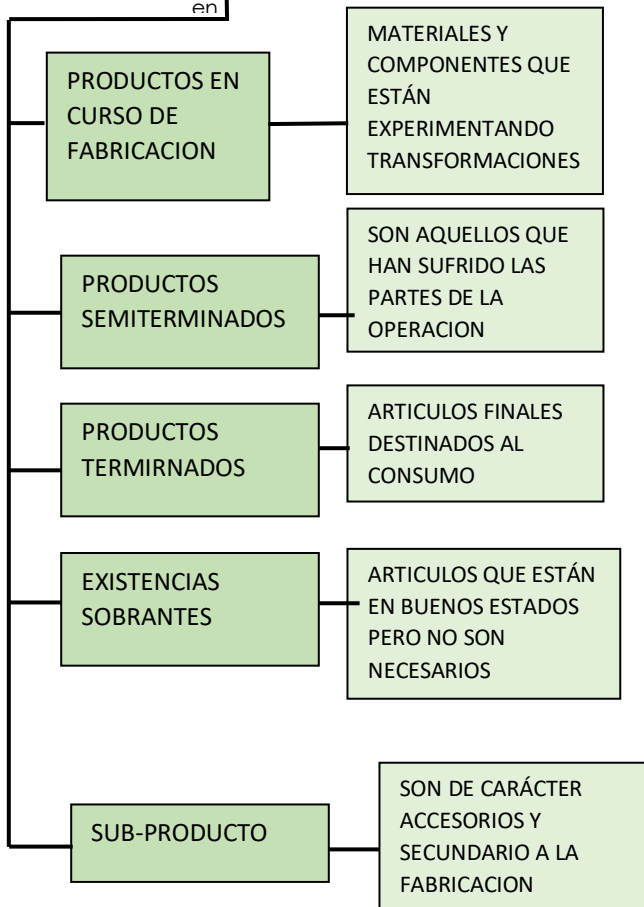 en
PRODUCTOS EN
CURSO DE
FABRICACION
MATERIALES Y
COMPONENTES QUE
ESTÁN
EXPERIMENTANDO
TRANSFORMACIONES
PRODUCTOS
SEMITERMINADOS
SON AQUELLOS QUE
HAN SUFRIDO LAS
PARTES DE LA
OPERACION
PRODUCTOS
TERMIRNADOS
ARTICULOS FINALES
DESTINADOS AL
CONSUMO
EXISTENCIAS
SOBRANTES
ARTICULOS QUE ESTÁN
EN BUENOS ESTADOS
PERO NO SON
NECESARIOS
SUB-PRODUCTO
SON DE CARÁCTER
ACCESORIOS Y
SECUNDARIO A LA
FABRICACION